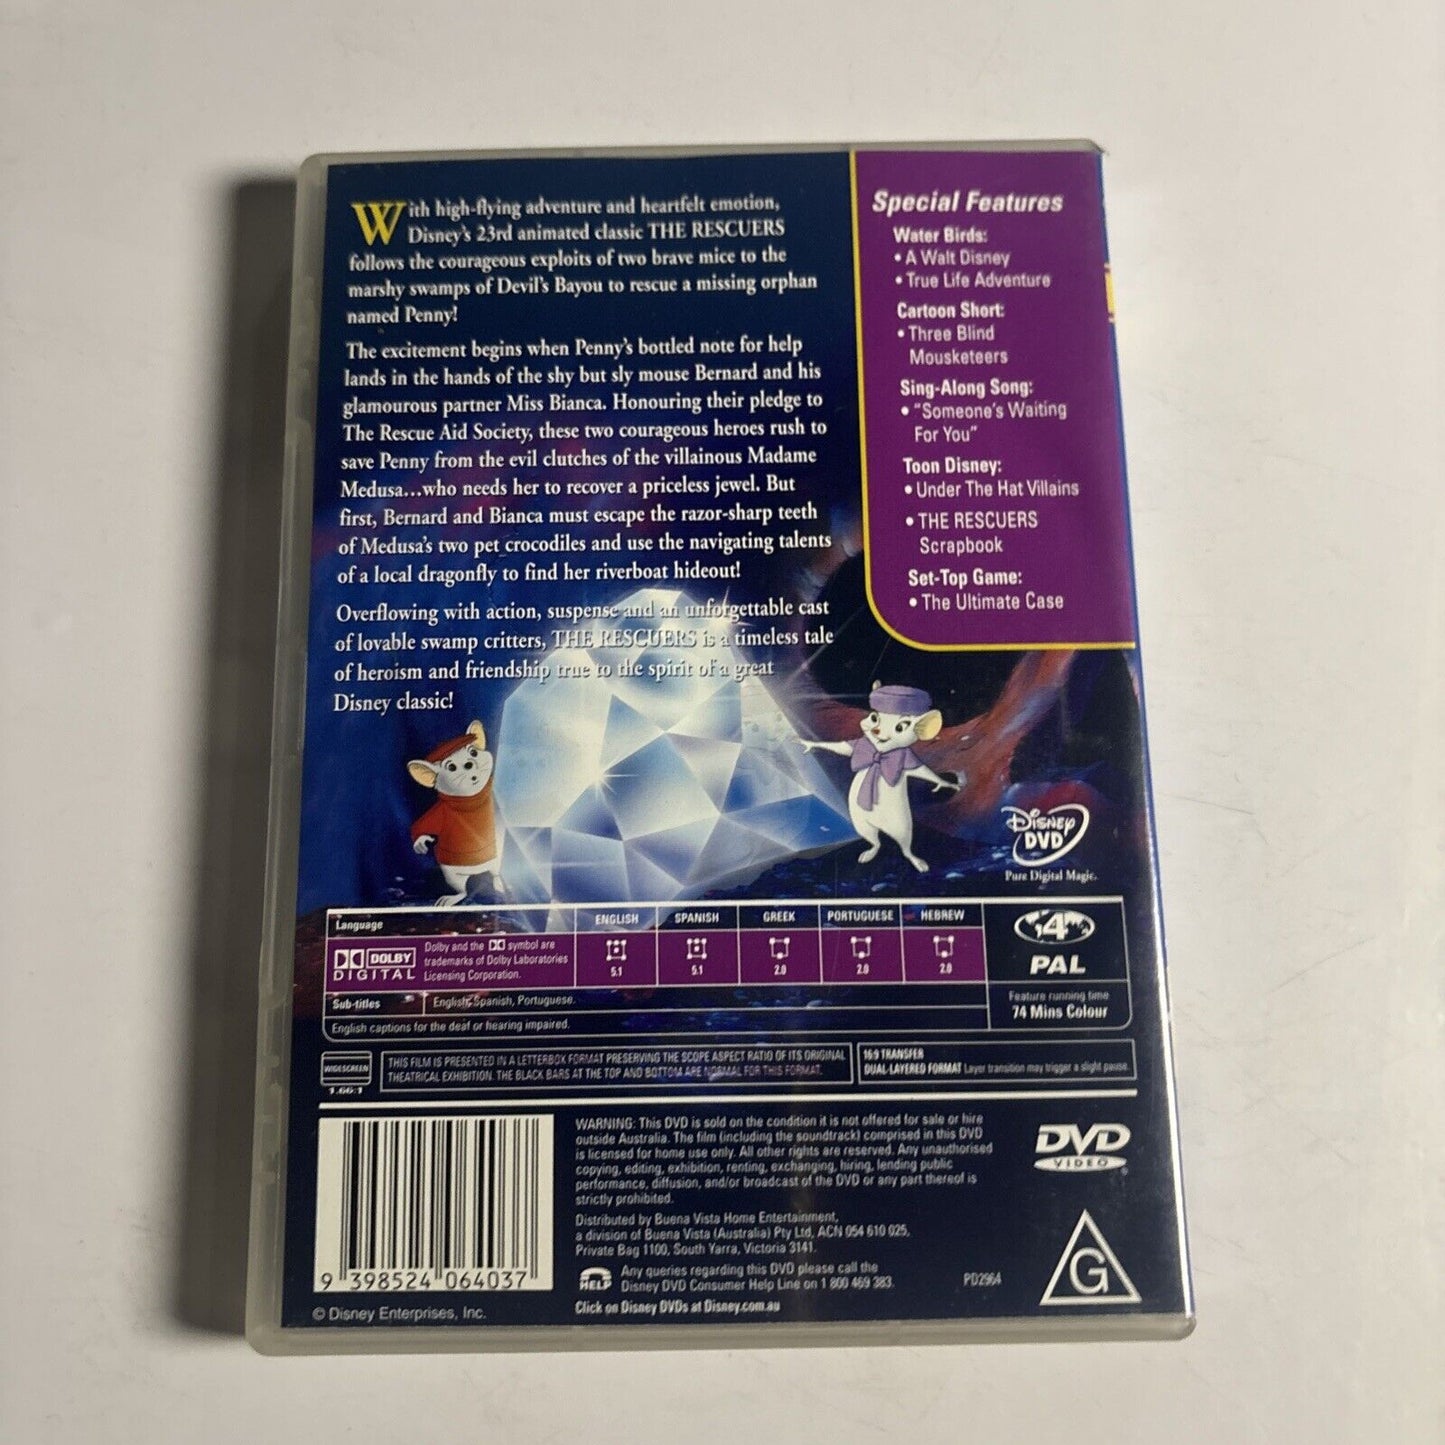 With high-flying adventure and heartfelt emotion,
Disney's 23rd animated classic THE RESCUERS
follows the courageous exploits of two brave mice to the
marshy swamps of Devil's Bayou to rescue a missing orphan
named Penny!
The excitement begins when Penny's bottled note for help
lands in the hands of the shy but sly mouse Bernard and his
glamourous partner Miss Bianca. Honouring their pledge to
The Rescue Aid Society, these two courageous heroes rush to
save Penny from the evil clutches of the villainous Madame
Medusa...who needs her to recover a priceless jewel. But
first, Bernard and Bianca must escape the razor-sharp teeth
of Medusa's two pet crocodiles and use the navigating talents
of a local dragonfly to find her riverboat hideout!
Overflowing with action, suspense and an unforgettable cast
of lovable swamp critters, THE RESCUERS is a timeless tale
of heroism and friendship true to the spirit of a great
Disney classic!
Special Features
Water Birds:
• A Walt Disney
• True Life Adventure
Cartoon Short:
• Three Blind
Mousketeers
Sing-Along Song:
• "Someone's Waiting
For You"
Toon Disney:
• Under The Hat Villains
• THE RESCUERS
Scrapbook
Set-Top Game:
• The Ultimate Case
Disney
DVD
Pure Digital Magic.
Language
ENGLISH SPANISH GREEK PORTUGUESE HEBREW
DOLBY
DIGITAL
Dolby and the symbol are
trademarks of Dolby Laboratories
Licensing Corporation.
5.1 5.1 2.0 2.0 2.0
4
PAL
Sub-titles English, Spanish, Portuguese.
English captions for the deaf or hearing impaired.
Feature running time
74 Mins Colour
WIDESCREEN
1.66:1
THIS FILM IS PRESENTED IN A LETTERBOX FORMAT PRESERVING THE SCOPE ASPECT RATIO OF ITS ORIGINAL
THEATRICAL EXHIBITION. THE BLACK BARS AT THE TOP AND BOTTOM ARE NORMAL FOR THIS FORMAT.
16:9 TRANSFER
DUAL-LAYERED FORMAT Layer transition may trigger a slight pause.
WARNING: This DVD is sold on the condition it is not offered for sale or hire
outside Australia. The film (including the soundtrack) comprised in this DVD
is licensed for home use only. All other rights are reserved. Any unauthorised
copying, editing, exhibition, renting, exchanging, hiring, lending public
performance, diffusion, and/or broadcast of the DVD or any part thereof is
strictly prohibited.
Distributed by Buena Vista Home Entertainment,
a division of Buena Vista (Australia) Pty Ltd, ACN 054 610 025,
Private Bag 1100, South Yarra, Victoria 3141.
HELP
Any queries regarding this DVD please call the
Disney DVD Consumer Help Line on 1 800 469 383.
Click on Disney DVDs at Disney.com.au
PD2964
DVD
VIDEO
G
9 398524 064037
© Disney Enterprises, Inc.